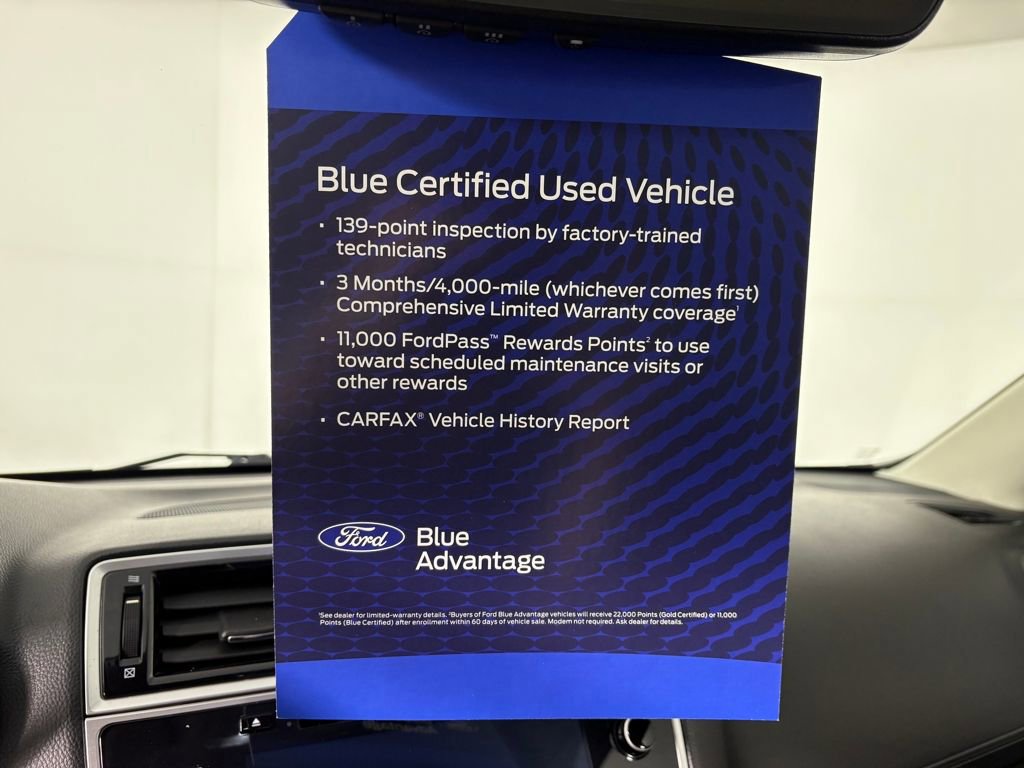 Blue Certified Used Vehicle
· 139-point inspection by factory-trained
technicians
· 3 Months/4,000-mile (whichever comes first)
Comprehensive Limited Warranty coverage¹
· 11,000 FordPass™ Rewards Points² to use
toward scheduled maintenance visits or
other rewards
· CARFAX® Vehicle History Report
Ford
Blue
Advantage
¹See dealer for limited-warranty details. ²Buyers of Ford Blue Advantage vehicles will receive 22,000 Points (Gold Certified) or 11,000
Points (Blue Certified) after enrollment within 60 days of vehicle sale. Modem not required. Ask dealer for details.